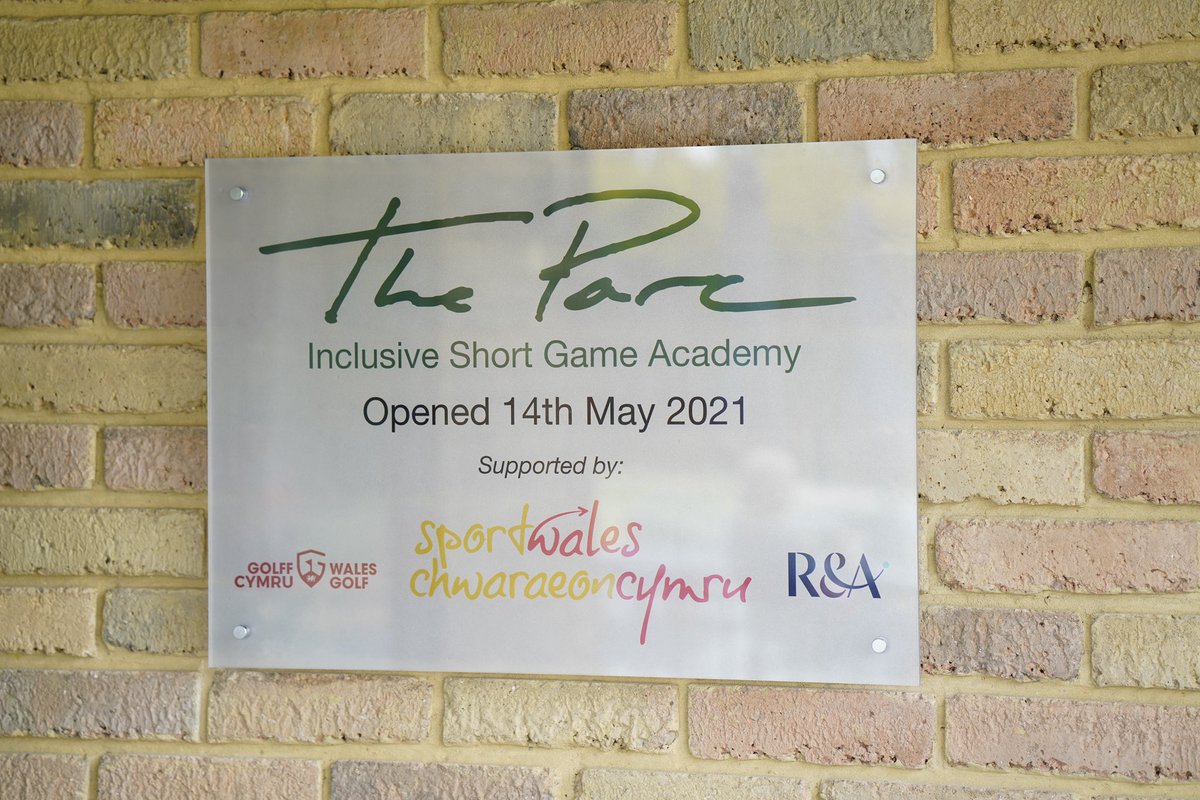 The Parc
Inclusive Short Game Academy
Opened 14th May 2021
Supported by:
GOLFF CYMRU WALES GOLF
sportwales
chwaraeoncymru
R&A